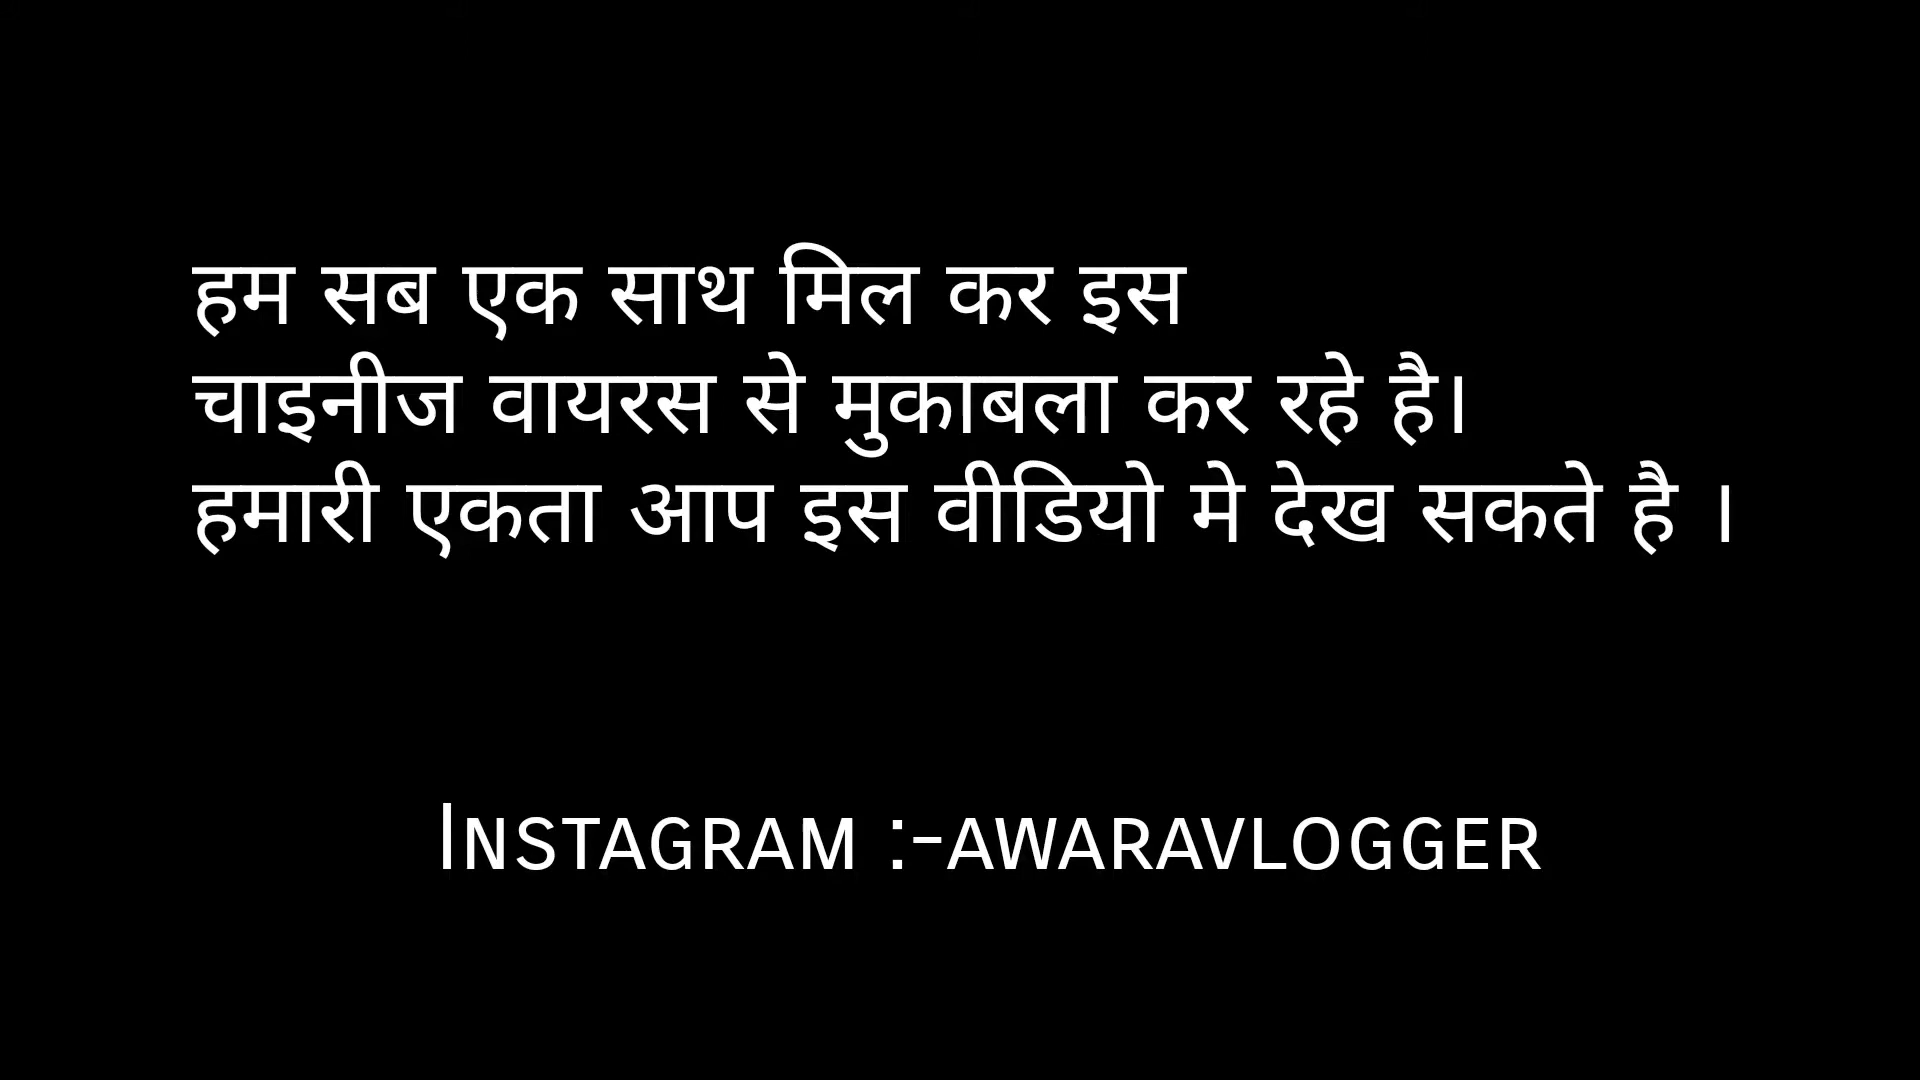 हम सब एक साथ मिल कर इस
चाइनीज वायरस से मुकाबला कर रहे है।
हमारी एकता आप इस वीडियो मे देख सकते है ।
Instagram :-awaravlogger